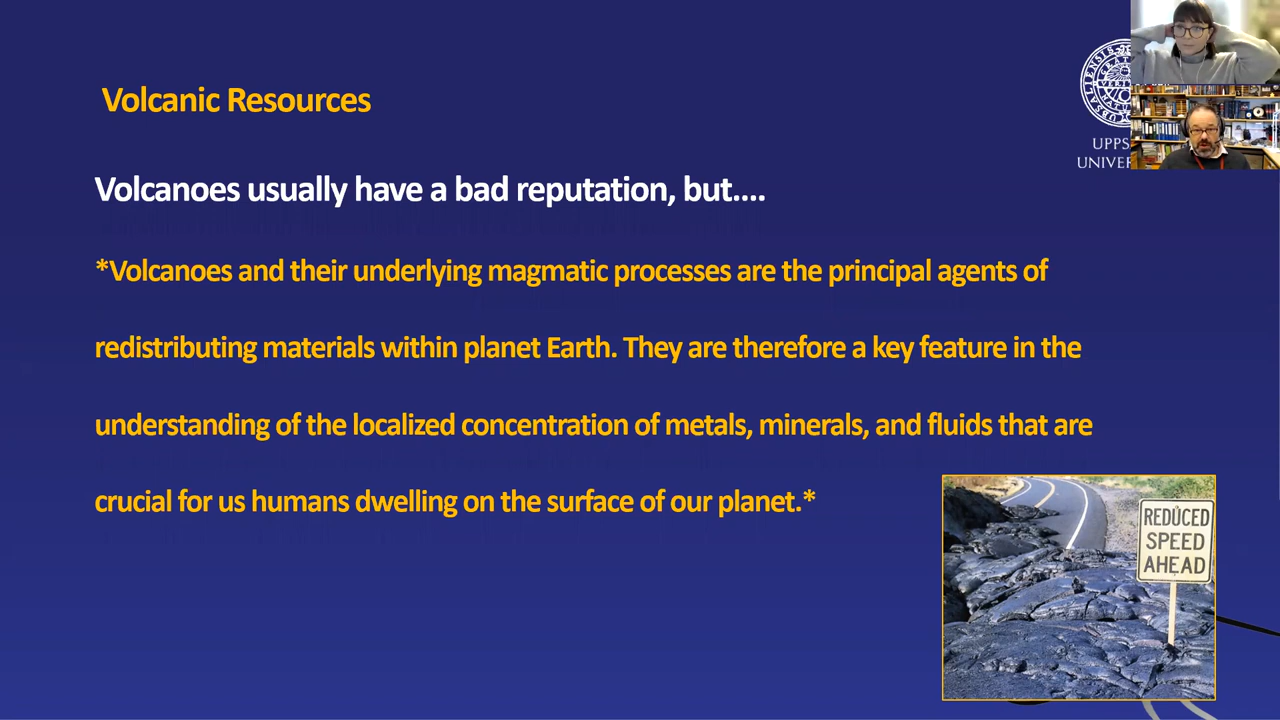 Volcanic Resources
UPPS
UNIVER
Volcanoes usually have a bad reputation, but....
*Volcanoes and their underlying magmatic processes are the principal agents of
redistributing materials within planet Earth. They are therefore a key feature in the
understanding of the localized concentration of metals, minerals, and fluids that are
crucial for us humans dwelling on the surface of our planet.*
REDUCED
SPEED
AHEAD